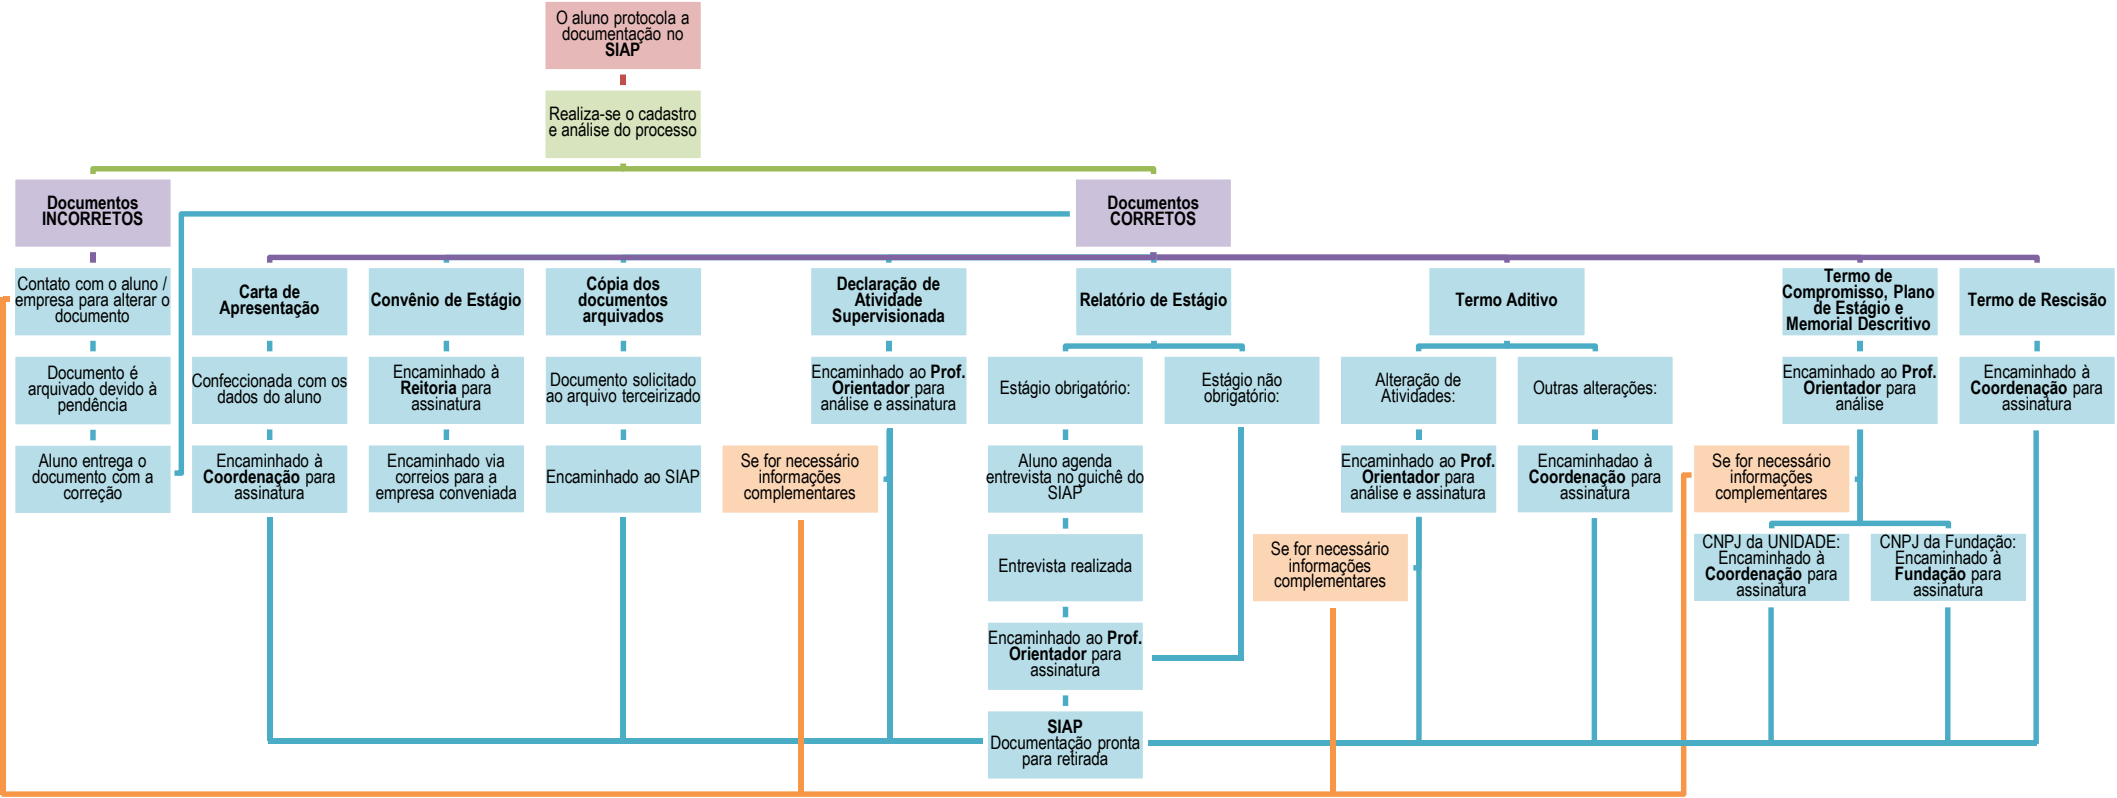 O aluno protocola a
documentação no
SIAP
Realiza-se o cadastro
e análise do processo
Documentos
INCORRETOS
Documentos
CORRETOS
Contato com o aluno /
empresa para alterar o
documento
Carta de
Apresentação
Convênio de Estágio
Cópia dos
documentos
arquivados
Declaração de
Atividade
Supervisionada
Relatório de Estágio
Termo Aditivo
Termo de
Compromisso, Plano
de Estágio e
Memorial Descritivo
Termo de Rescisão
Documento é
arquivado devido à
pendência
Confeccionada com os
dados do aluno
Encaminhado à
Reitoria para
assinatura
Documento solicitado
ao arquivo terceirizado
Encaminhado ao Prof.
Orientador para
análise e assinatura
Estágio obrigatório:
Estágio não
obrigatório:
Alteração de
Atividades:
Outras alterações:
Encaminhado ao Prof.
Orientador para
análise
Encaminhado à
Coordenação para
assinatura
Aluno entrega o
documento com a
correção
Encaminhado à
Coordenação para
assinatura
Encaminhado via
correios para a
empresa conveniada
Encaminhado ao SIAP
Se for necessário
informações
complementares
Aluno agenda
entrevista no guichê do
SIAP
Encaminhado ao Prof.
Orientador para
análise e assinatura
Encaminhadao à
Coordenação para
assinatura
Se for necessário
informações
complementares
Entrevista realizada
Se for necessário
informações
complementares
CNPJ da UNIDADE:
Encaminhado à
Coordenação para
assinatura
CNPJ da Fundação:
Encaminhado à
Fundação para
assinatura
Encaminhado ao Prof.
Orientador para
assinatura
SIAP
Documentação pronta
para retirada